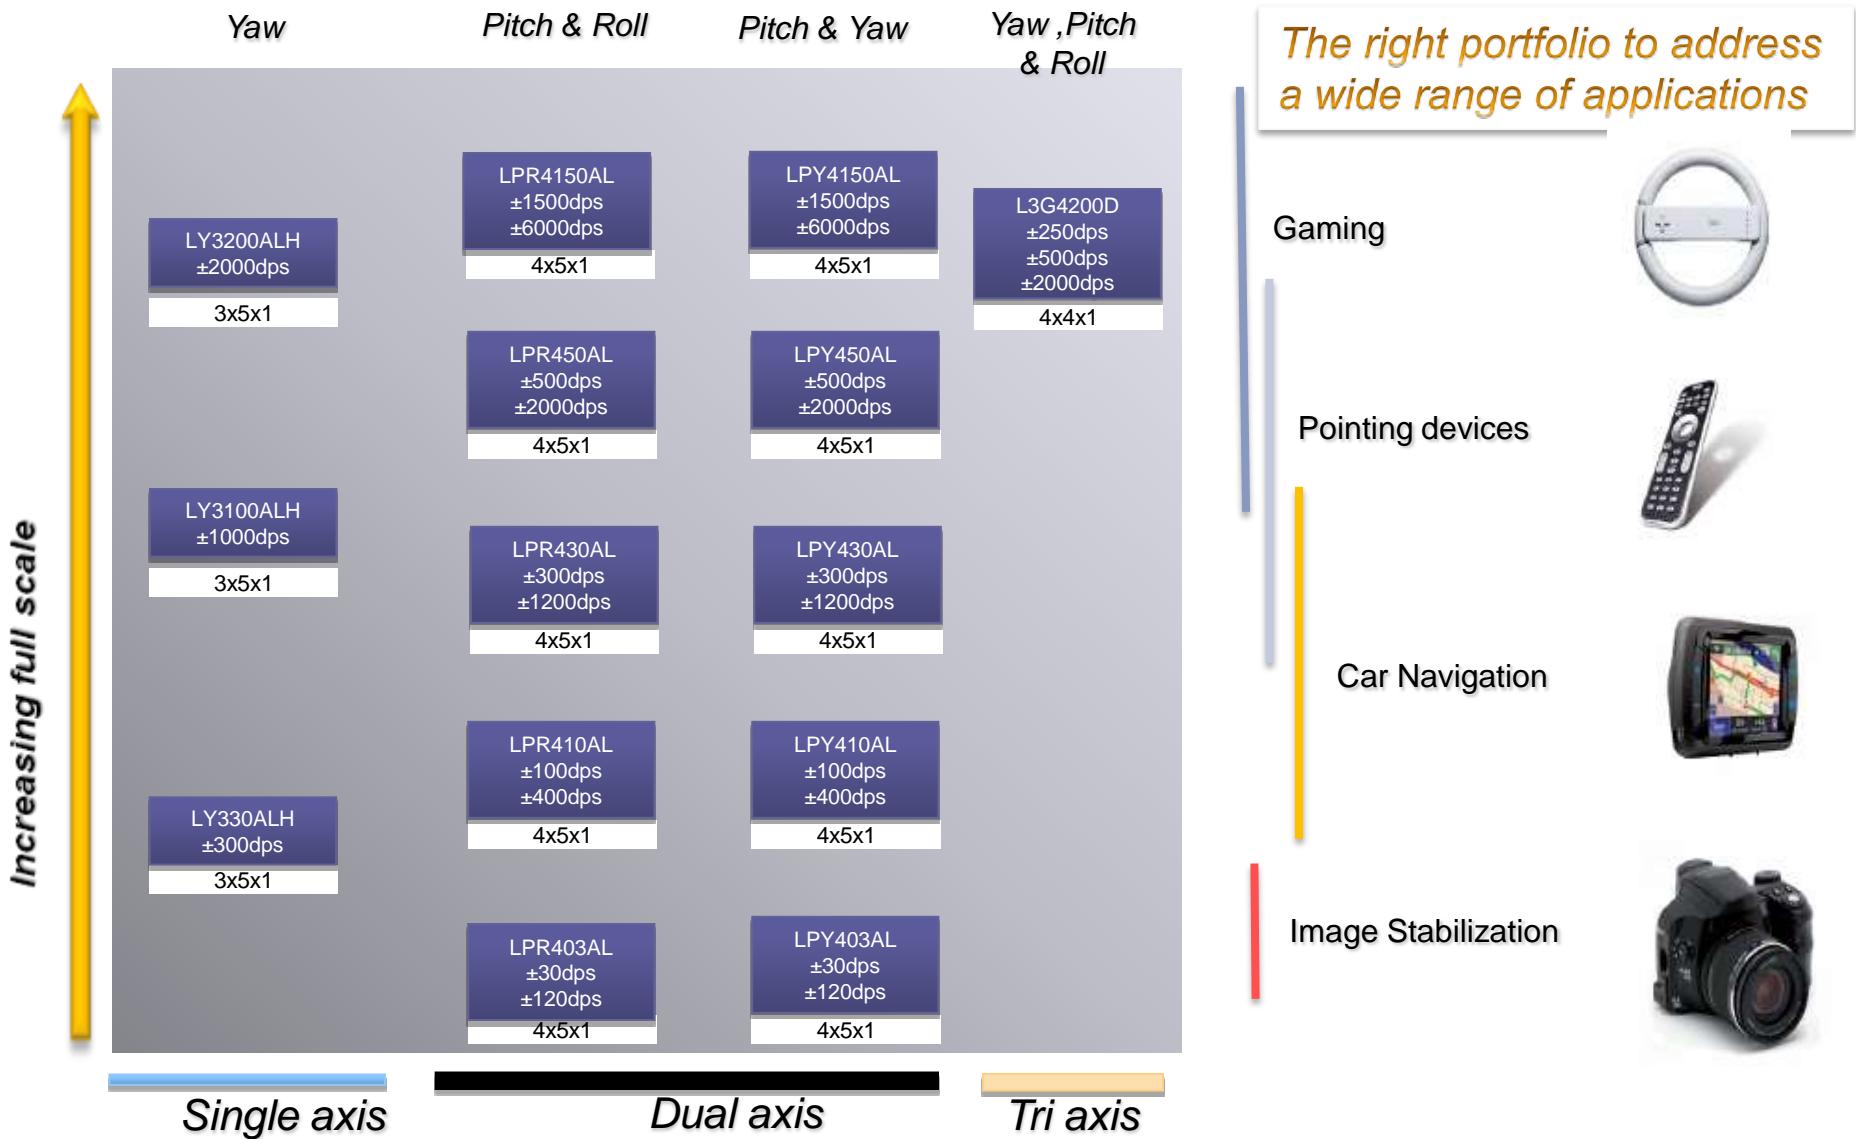 Yaw
Pitch & Roll
Pitch & Yaw
Yaw ,Pitch
& Roll
The right portfolio to address
a wide range of applications
Increasing full scale
LY3200ALH
±2000dps
3x5x1
LY3100ALH
±1000dps
3x5x1
LY330ALH
±300dps
3x5x1
LPR4150AL
±1500dps
±6000dps
4x5x1
LPR450AL
±500dps
±2000dps
4x5x1
LPR430AL
±300dps
±1200dps
4x5x1
LPR410AL
±100dps
±400dps
4x5x1
LPR403AL
±30dps
±120dps
4x5x1
LPY4150AL
±1500dps
±6000dps
4x5x1
LPY450AL
±500dps
±2000dps
4x5x1
LPY430AL
±300dps
±1200dps
4x5x1
LPY410AL
±100dps
±400dps
4x5x1
LPY403AL
±30dps
±120dps
4x5x1
L3G4200D
±250dps
±500dps
±2000dps
4x4x1
Gaming
Pointing devices
Car Navigation
Image Stabilization
Single axis
Dual axis
Tri axis